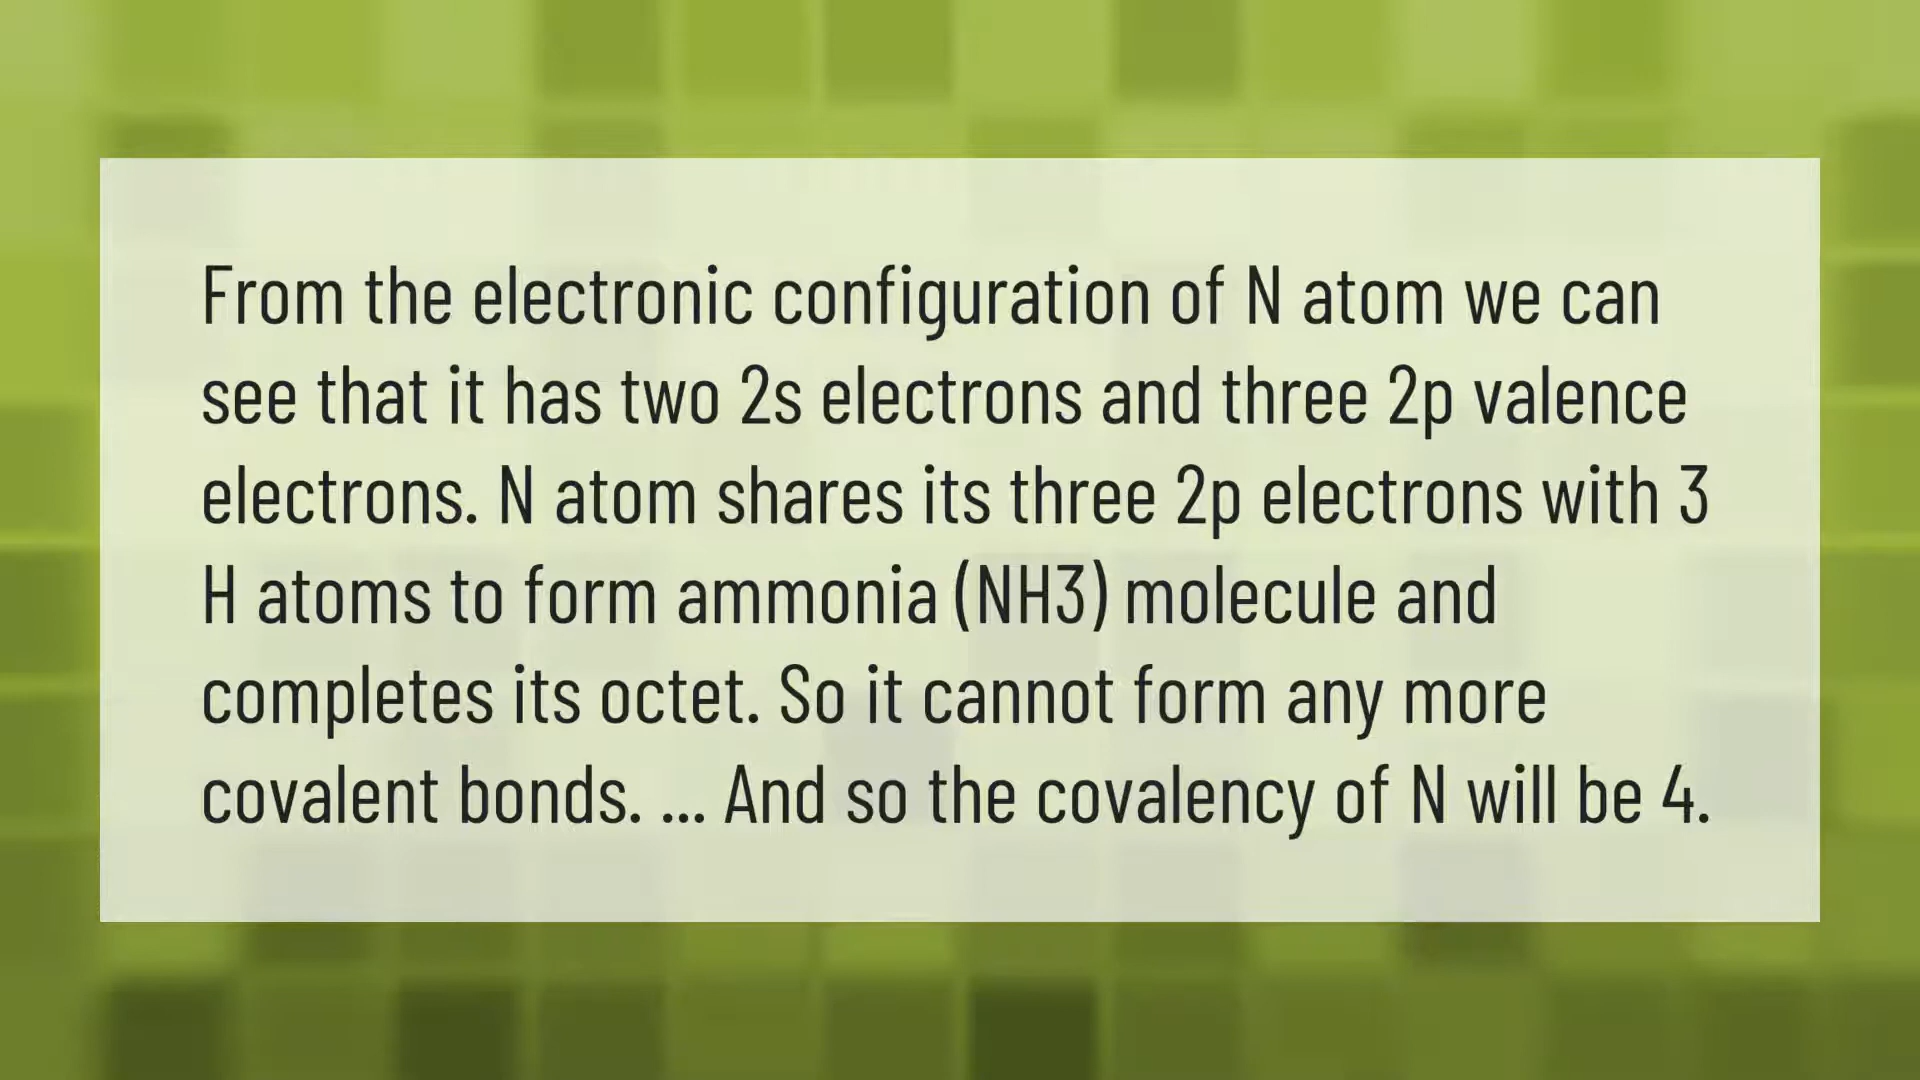 From the electronic configuration of N atom we can
see that it has two 2s electrons and three 2p valence
electrons. N atom shares its three 2p electrons with 3
H atoms to form ammonia (NH3) molecule and
completes its octet. So it cannot form any more
covalent bonds. ... And so the covalency of N will be 4.